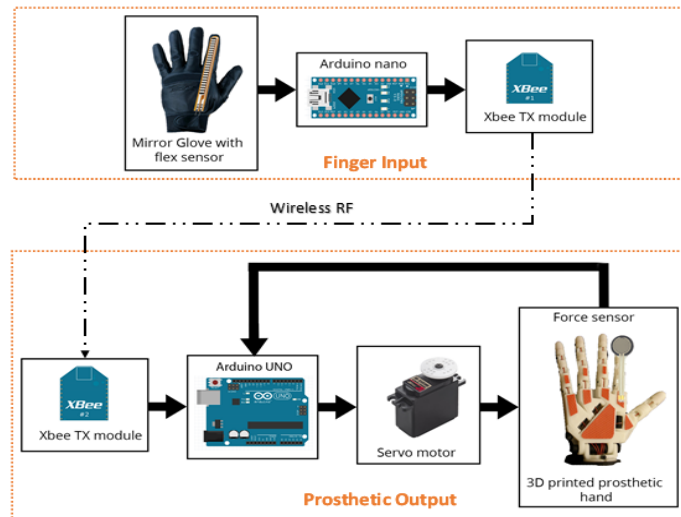 Arduino nano
XBee
#1
Mirror Glove with
flex sensor
Xbee TX module
Finger Input
Wireless RF
Force sensor
Arduino UNO
XBee
#2
UNO
Xbee TX module
Servo motor
3D printed prosthetic
hand
Prosthetic Output